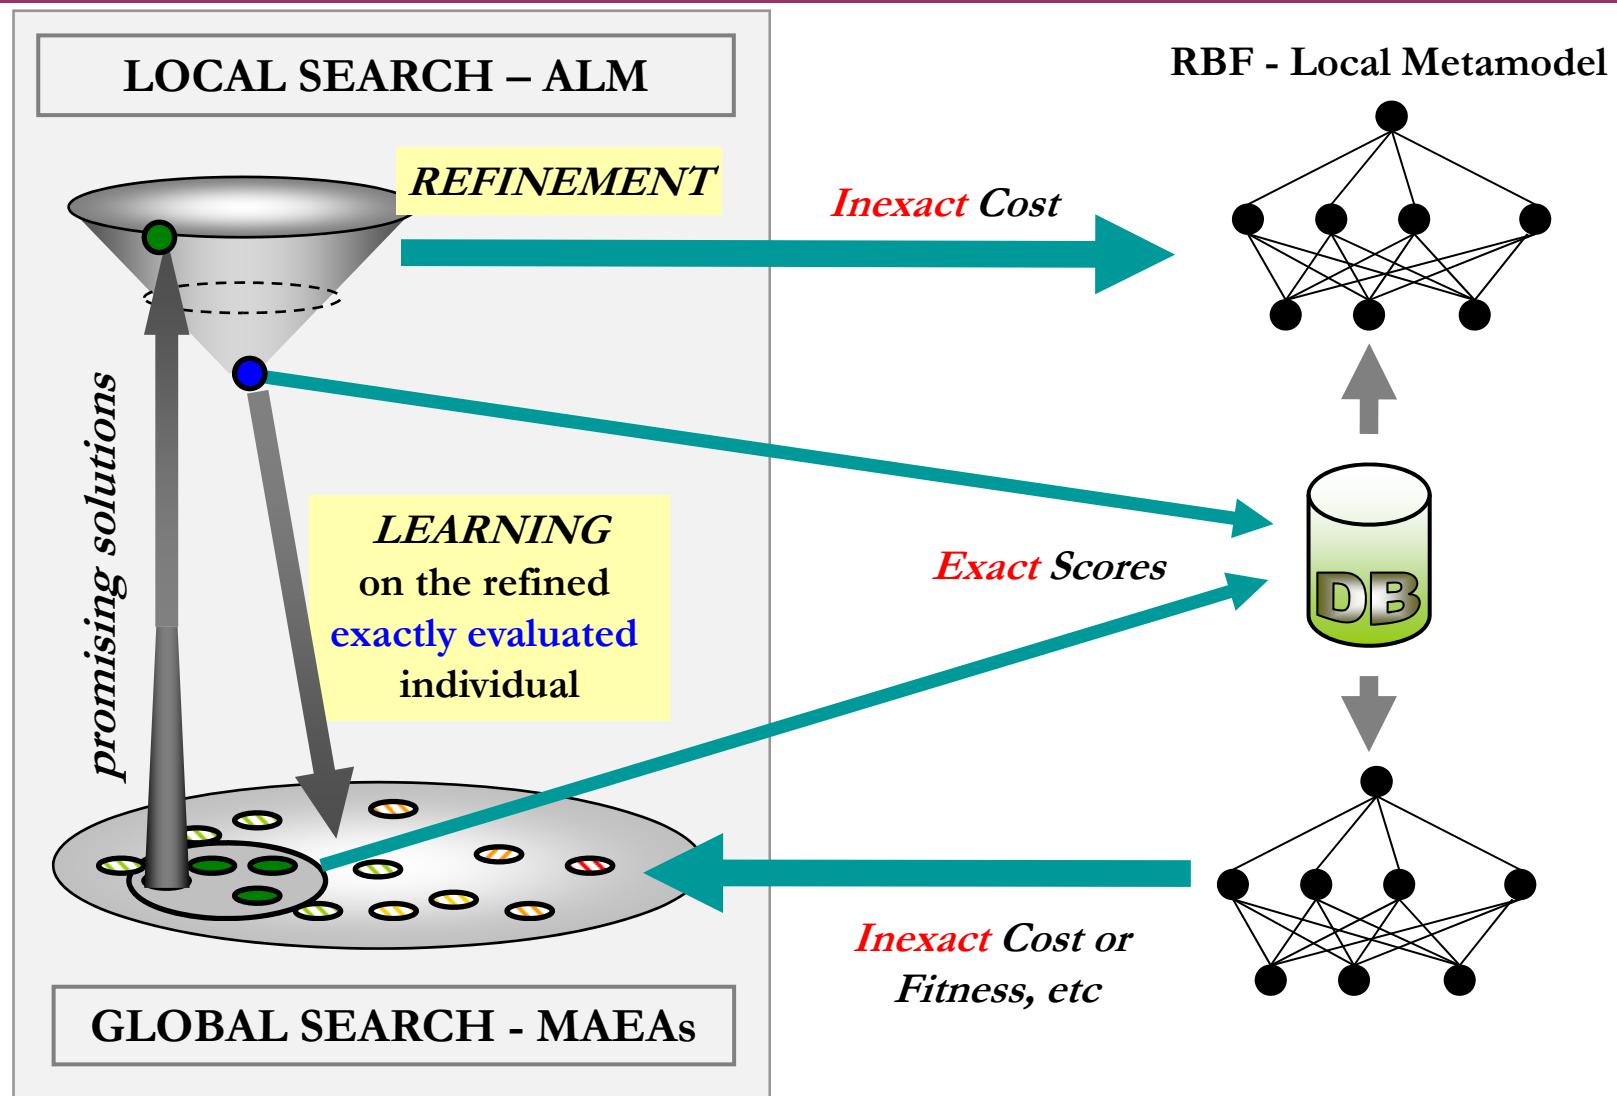 LOCAL SEARCH – ALM
RBF - Local Metamodel
REFINEMENT
Inexact Cost
promising solutions
LEARNING
on the refined
exactly evaluated
individual
Exact Scores
DB
Inexact Cost or
Fitness, etc
GLOBAL SEARCH - MAEAs